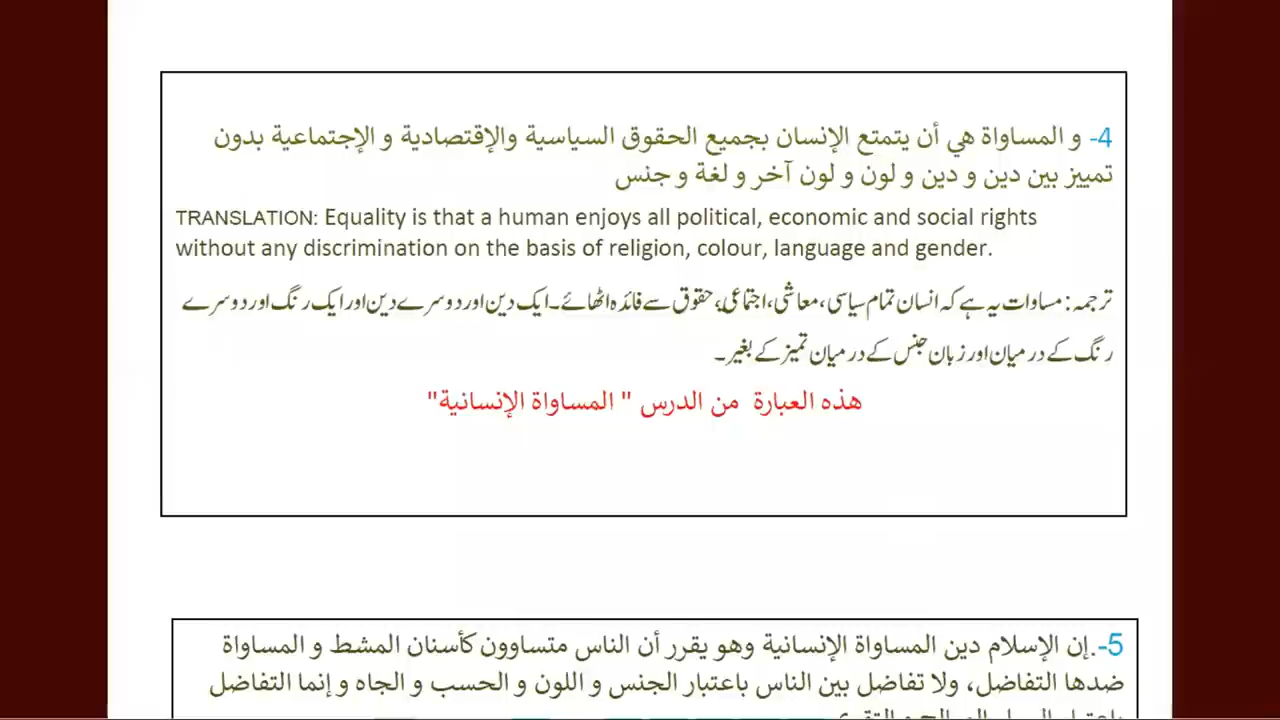 4- و المساواة هي أن يتمتع الإنسان بجميع الحقوق السياسية والإقتصادية و الإجتماعية بدون
تمييز بين دين و دين و لون و لون آخر و لغة و جنس
TRANSLATION: Equality is that a human enjoys all political, economic and social rights
without any discrimination on the basis of religion, colour, language and gender.
ترجمہ: مساوات یہ ہے کہ انسان تمام سیاسی، معاشی، اجتماعی، حقوق سے فائدہ اٹھائے۔ ایک دین اور دوسرے دین اور ایک رنگ اور دوسرے
رنگ کے درمیان اور زبان جنس کے درمیان تمیز کے بغیر۔
هذه العبارة من الدرس " المساواة الإنسانية"
5-.إن الإسلام دين المساواة الإنسانية وهو يقرر أن الناس متساوون كأسنان المشط و المساواة
ضدها التفاضل، ولا تفاضل بين الناس باعتبار الجنس و اللون و الحسب و الجاه و إنما التفاضل